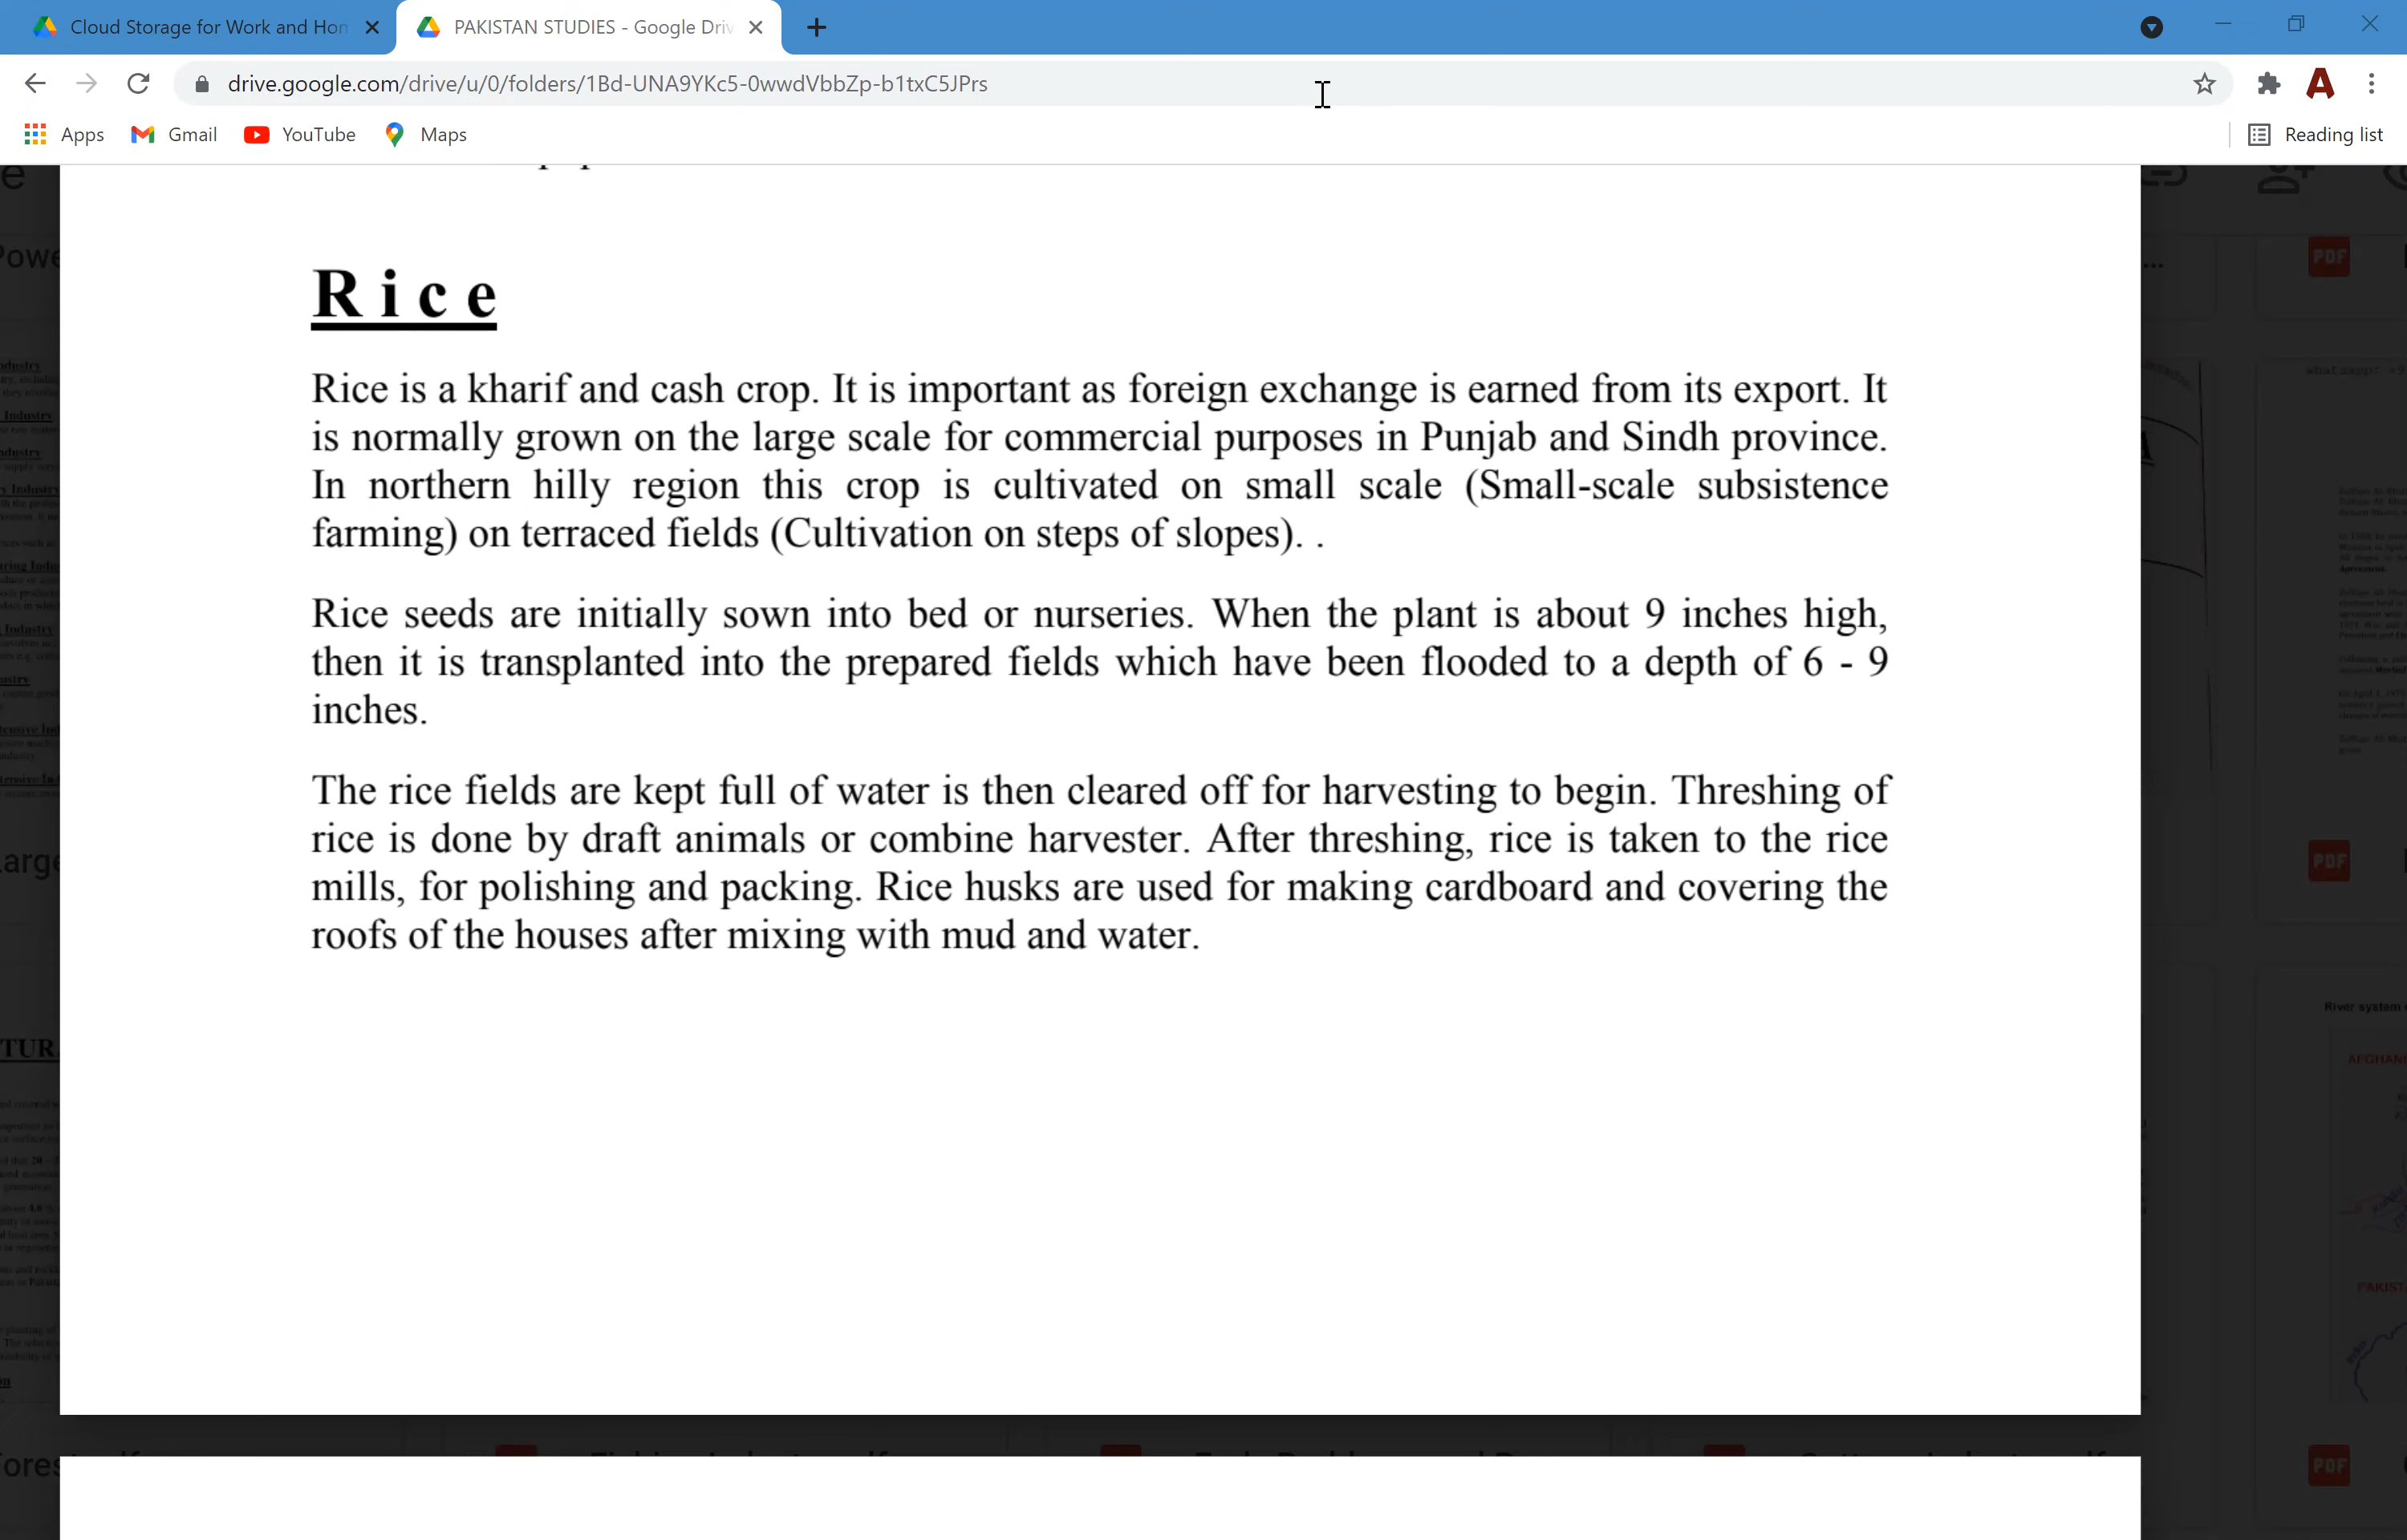 Cloud Storage for Work and Hom
PAKISTAN STUDIES - Google Driv
drive.google.com/drive/u/0/folders/1Bd-UNA9YKc5-0wwdVbbZp-b1txC5JPrs
Apps Gmail YouTube Maps Reading list
Rice
Rice is a kharif and cash crop. It is important as foreign exchange is earned from its export. It
is normally grown on the large scale for commercial purposes in Punjab and Sindh province.
In northern hilly region this crop is cultivated on small scale (Small-scale subsistence
farming) on terraced fields (Cultivation on steps of slopes). .
Rice seeds are initially sown into bed or nurseries. When the plant is about 9 inches high,
then it is transplanted into the prepared fields which have been flooded to a depth of 6 - 9
inches.
The rice fields are kept full of water is then cleared off for harvesting to begin. Threshing of
rice is done by draft animals or combine harvester. After threshing, rice is taken to the rice
mills, for polishing and packing. Rice husks are used for making cardboard and covering the
roofs of the houses after mixing with mud and water.
PDF
PDF
River system
PDF